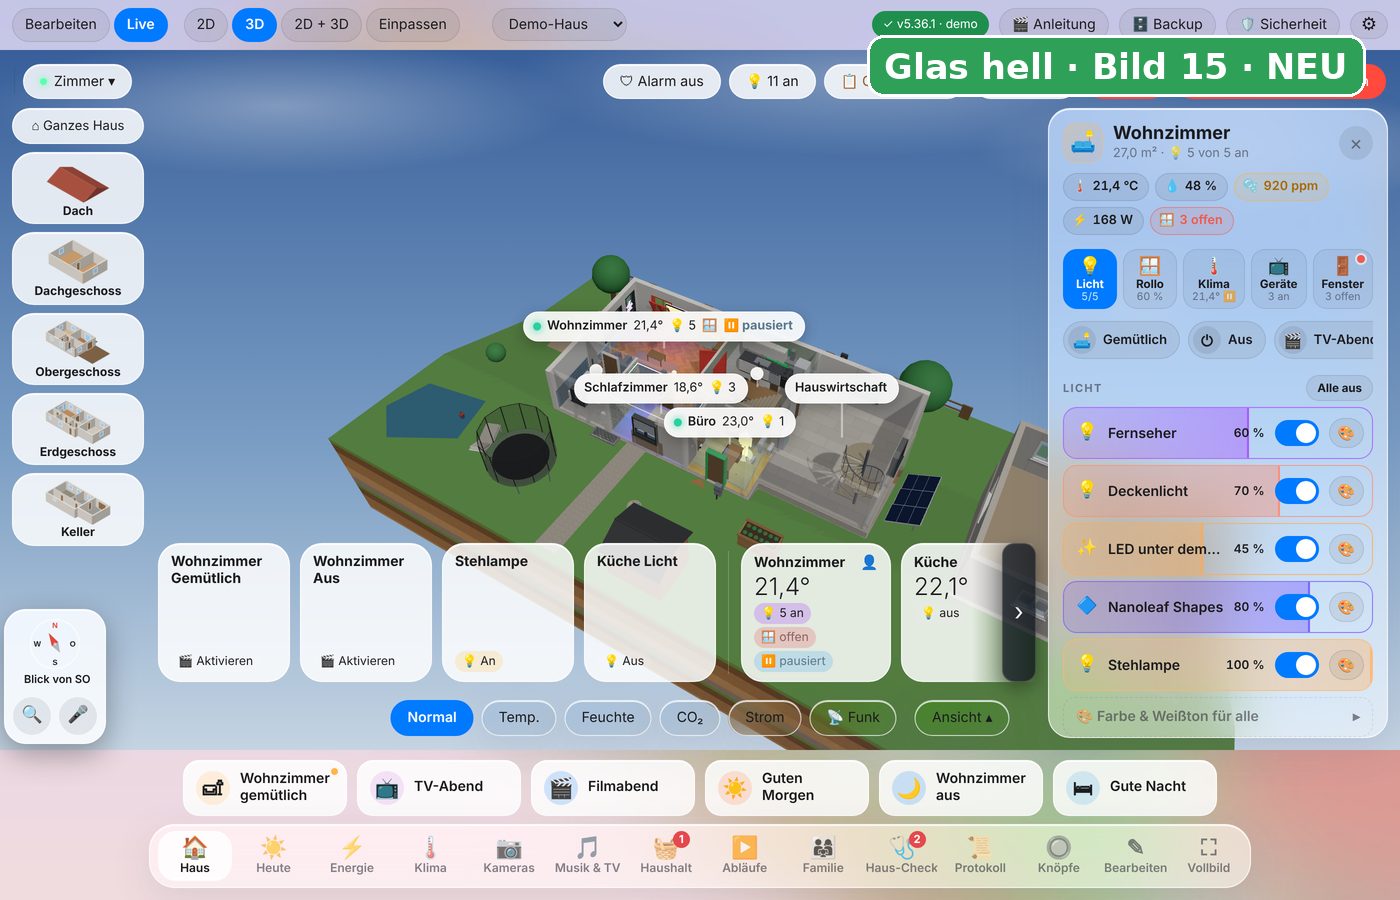 Bearbeiten Live 2D 3D 2D + 3D Einpassen Demo-Haus ✓ v5.36.1 · demo Anleitung Backup Sicherheit
Glas hell · Bild 15 · NEU
Zimmer ▾ Alarm aus 11 an
Ganzes Haus
Dach
Dachgeschoss
Obergeschoss
Erdgeschoss
Keller
N
W O
S
Blick von SO
Wohnzimmer 21,4° 5 pausiert
Schlafzimmer 18,6° 3
Hauswirtschaft
Büro 23,0° 1
Wohnzimmer
Gemütlich
Aktivieren
Wohnzimmer
Aus
Aktivieren
Stehlampe
An
Küche Licht
Aus
Wohnzimmer
21,4°
5 an
offen
pausiert
Küche
22,1°
aus
›
Normal Temp. Feuchte CO₂ Strom Funk Ansicht ▴
Wohnzimmer
27,0 m² · 5 von 5 an
×
21,4 °C 48 % 920 ppm
168 W 3 offen
Licht
5/5
Rollo
60 %
Klima
21,4°
Geräte
3 an
Fenster
3 offen
Gemütlich Aus TV-Abend
LICHT Alle aus
Fernseher 60 %
Deckenlicht 70 %
LED unter dem… 45 %
Nanoleaf Shapes 80 %
Stehlampe 100 %
Farbe & Weißton für alle ▸
Wohnzimmer
gemütlich
TV-Abend
Filmabend
Guten
Morgen
Wohnzimmer
aus
Gute Nacht
1 2
Haus Heute Energie Klima Kameras Musik & TV Haushalt Abläufe Familie Haus-Check Protokoll Knöpfe Bearbeiten Vollbild